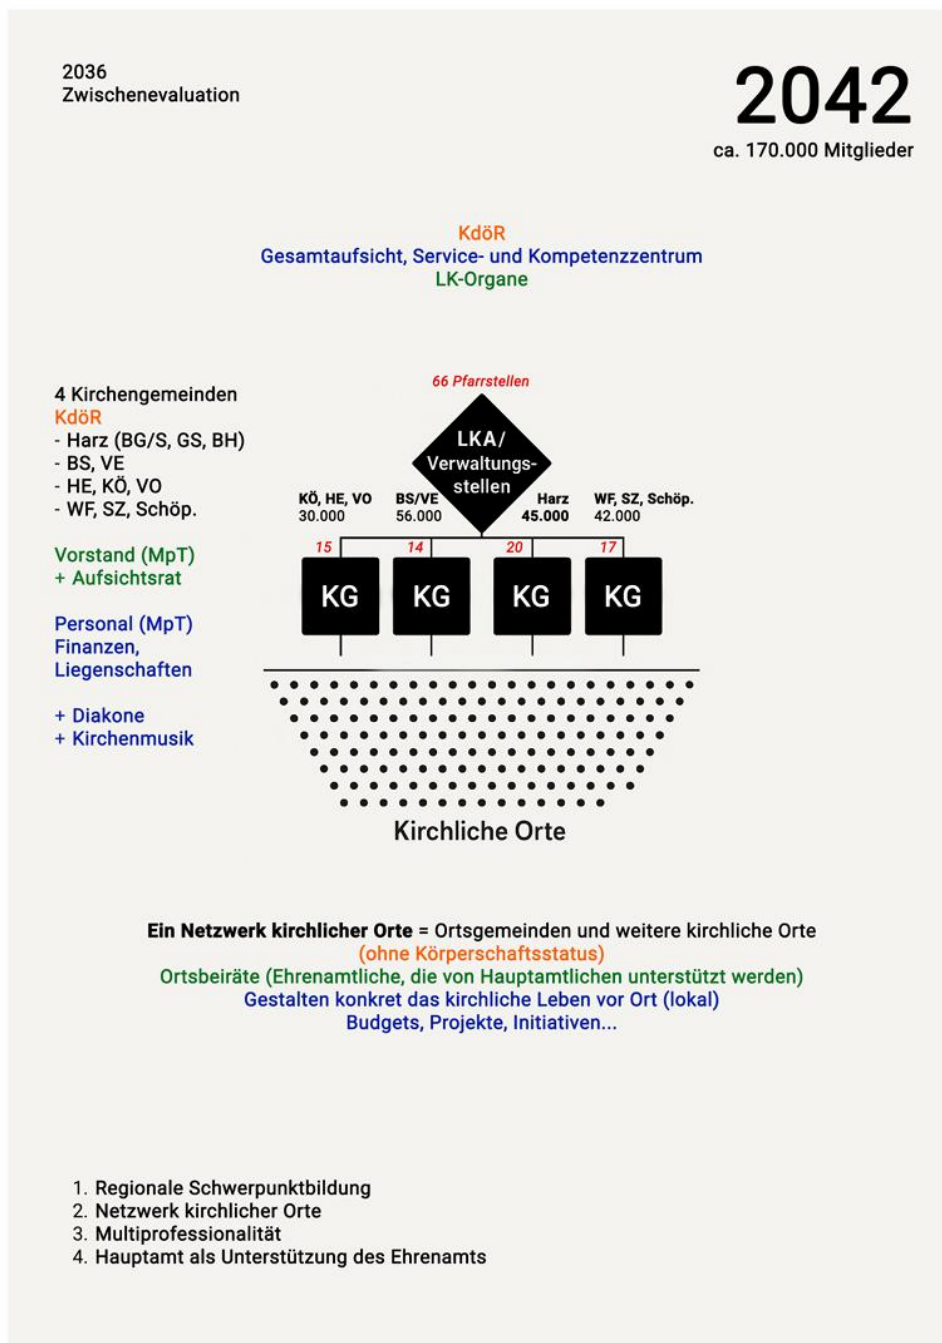 2036
Zwischenevaluation
2042
ca. 170.000 Mitglieder
KdöR
Gesamtaufsicht, Service- und Kompetenzzentrum
LK-Organe
4 Kirchengemeinden
KdöR
- Harz (BG/S, GS, BH)
- BS, VE
- HE, KÖ, VO
- WF, SZ, Schöp.
Vorstand (MpT)
+ Aufsichtsrat
Personal (MpT)
Finanzen,
Liegenschaften
+ Diakone
+ Kirchenmusik
66 Pfarrstellen
LKA/
Verwaltungs-
stellen
KÖ, HE, VO
30.000
BS/VE
56.000
Harz
45.000
WF, SZ, Schöp.
42.000
15
14
20
17
KG
KG
KG
KG
Kirchliche Orte
Ein Netzwerk kirchlicher Orte = Ortsgemeinden und weitere kirchliche Orte
(ohne Körperschaftsstatus)
Ortsbeiräte (Ehrenamtliche, die von Hauptamtlichen unterstützt werden)
Gestalten konkret das kirchliche Leben vor Ort (lokal)
Budgets, Projekte, Initiativen...
1. Regionale Schwerpunktbildung
2. Netzwerk kirchlicher Orte
3. Multiprofessionalität
4. Hauptamt als Unterstützung des Ehrenamts